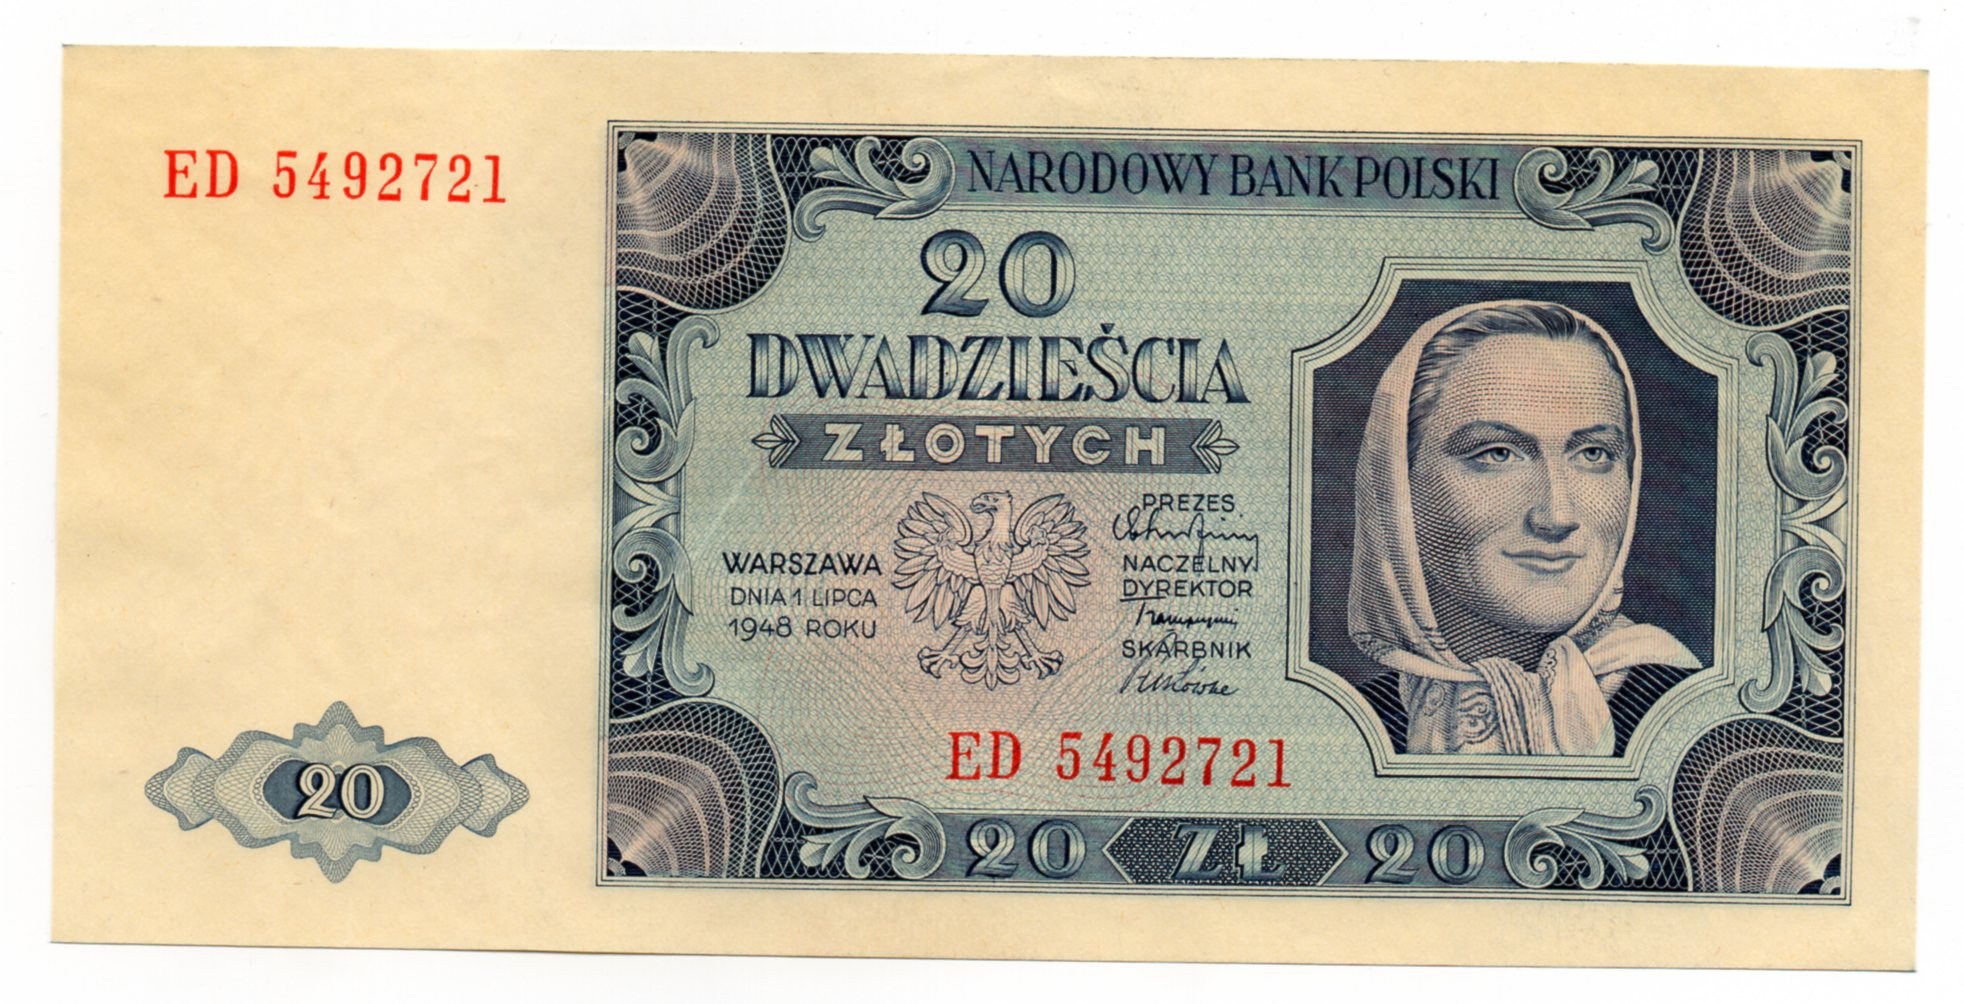 ED 5492721
NARODOWY BANK POLSKI
20
DWADZIEŚCIA
ZŁOTYCH
WARSZAWA
DNIA 1 LIPCA
1948 ROKU
PREZES
NACZELNY
DYREKTOR
SKARBNIK
ED 5492721
20
20 ZŁ 20